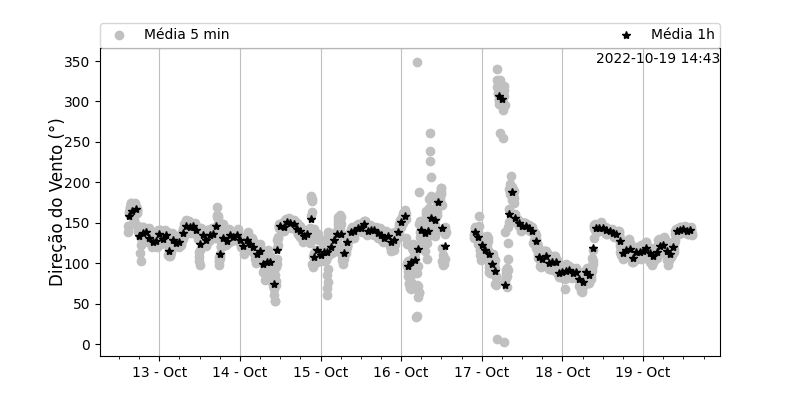 Média 5 min
Média 1h
2022-10-19 14:43
Direção do Vento (°)
350
300
250
200
150
100
50
0
13 - Oct
14 - Oct
15 - Oct
16 - Oct
17 - Oct
18 - Oct
19 - Oct